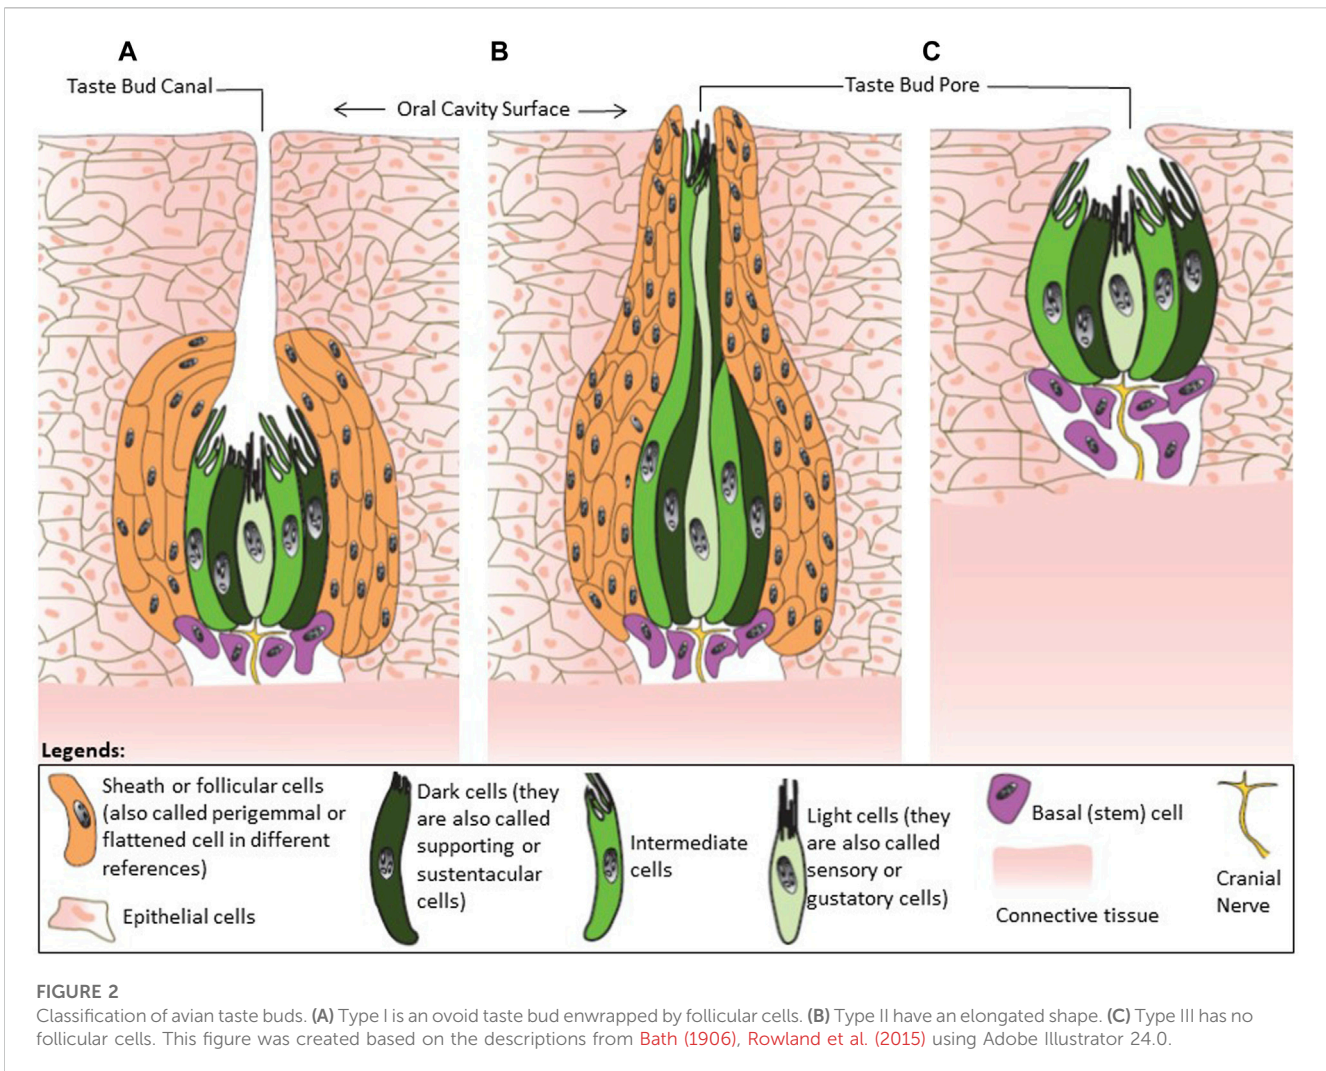 A
B
C
Taste Bud Canal
Oral Cavity Surface
Taste Bud Pore
Legends:
Sheath or follicular cells
(also called perigemmal or
flattened cell in different
references)
Epithelial cells
Dark cells (they
are also called
supporting or
sustentacular
cells)
Intermediate
cells
Light cells (they
are also called
sensory or
gustatory cells)
Basal (stem) cell
Connective tissue
Cranial
Nerve
FIGURE 2
Classification of avian taste buds. (A) Type I is an ovoid taste bud enwrapped by follicular cells. (B) Type II have an elongated shape. (C) Type III has no
follicular cells. This figure was created based on the descriptions from Bath (1906), Rowland et al. (2015) using Adobe Illustrator 24.0.